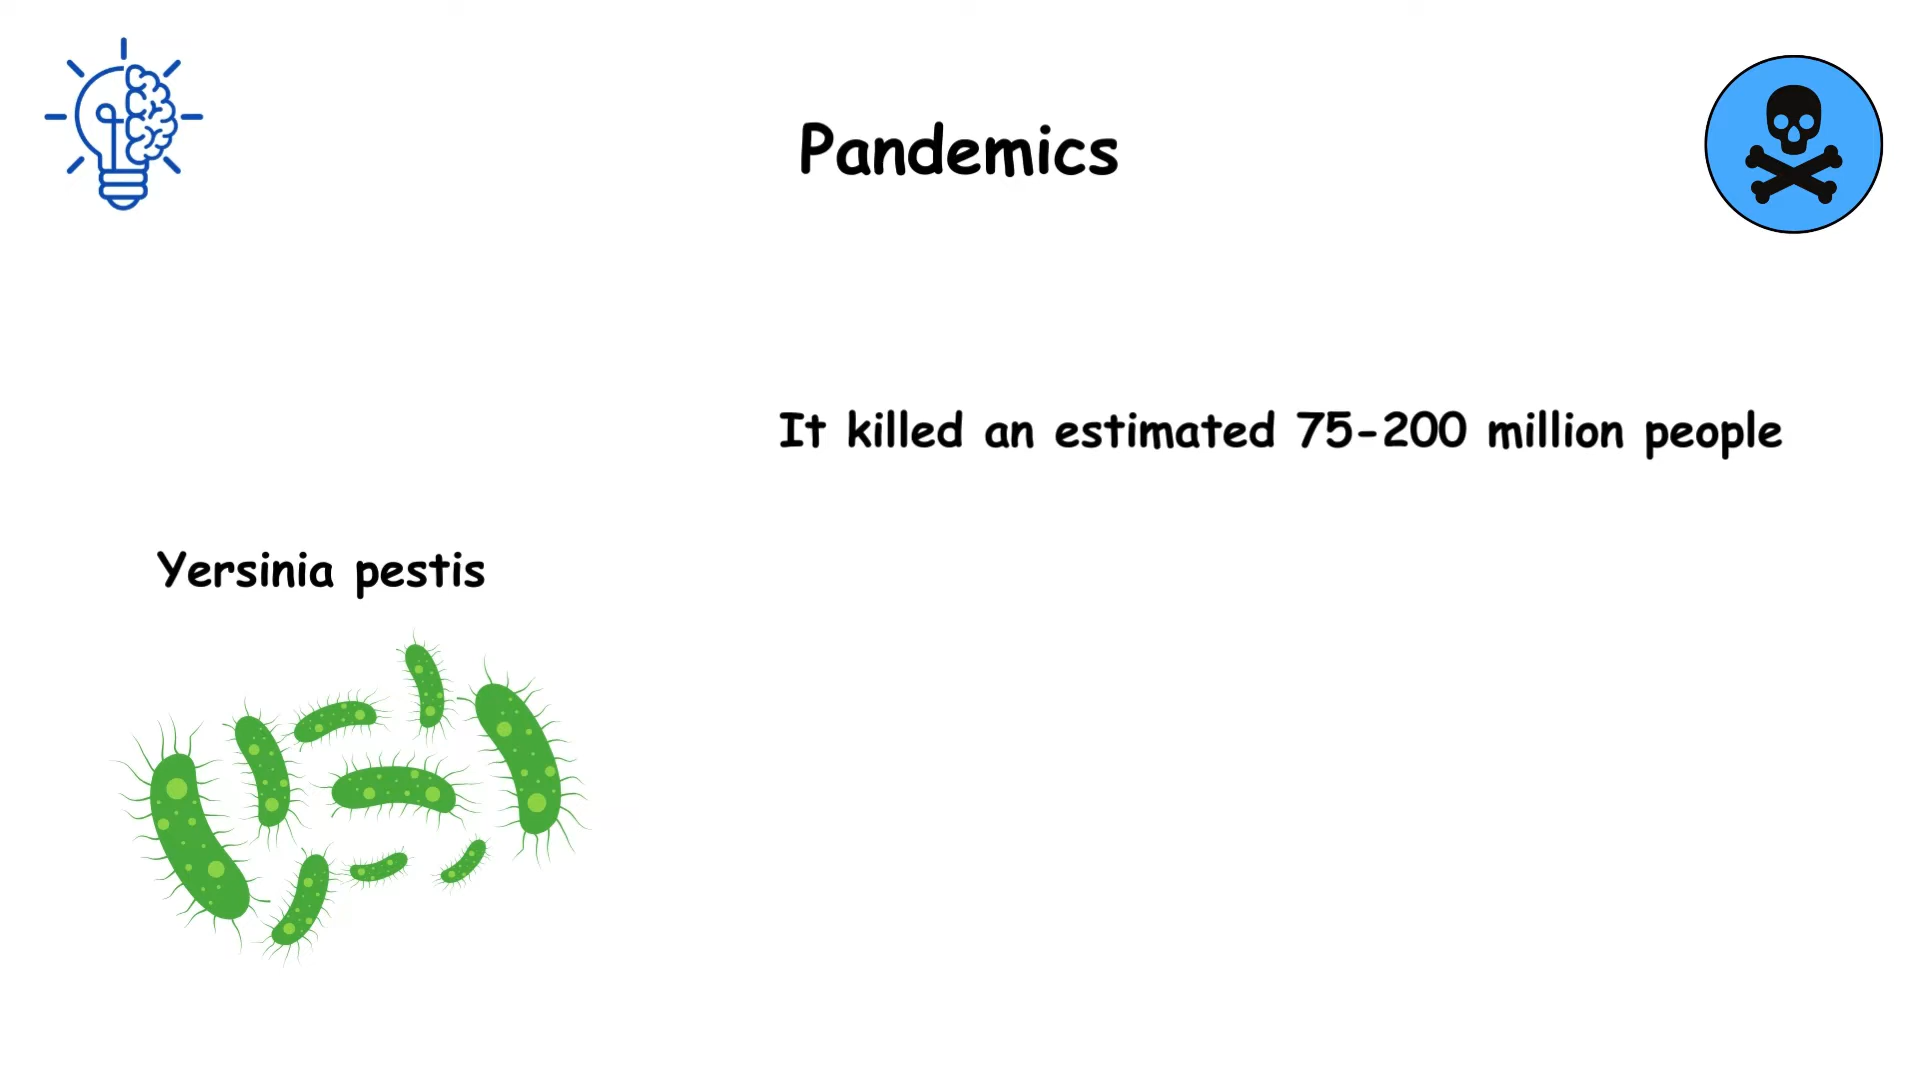 Pandemics
It killed an estimated 75-200 million people
Yersinia pestis